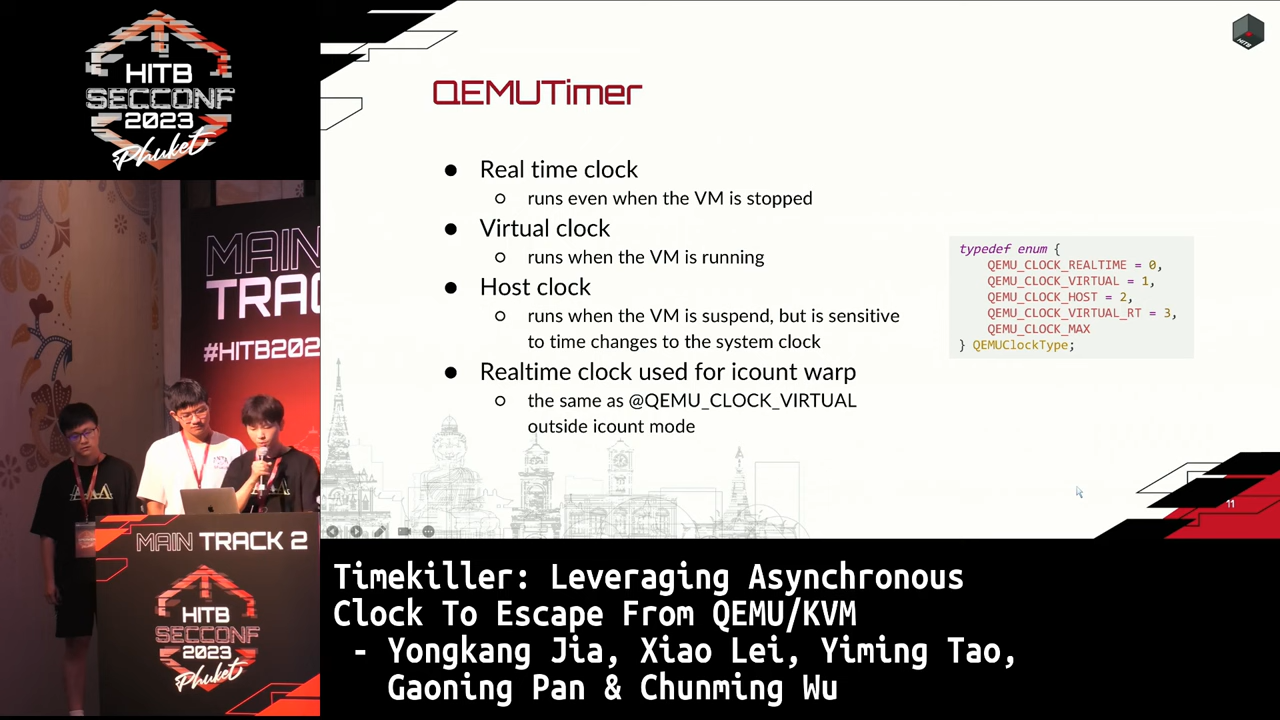 HITB
SECCONF
2023
Phuket
HITB
QEMUTimer
● Real time clock
○ runs even when the VM is stopped
● Virtual clock
○ runs when the VM is running
● Host clock
○ runs when the VM is suspend, but is sensitive
to time changes to the system clock
● Realtime clock used for icount warp
○ the same as @QEMU_CLOCK_VIRTUAL
outside icount mode
typedef enum {
QEMU_CLOCK_REALTIME = 0,
QEMU_CLOCK_VIRTUAL = 1,
QEMU_CLOCK_HOST = 2,
QEMU_CLOCK_VIRTUAL_RT = 3,
QEMU_CLOCK_MAX
} QEMUClockType;
11
MAIN
TRAC
#HITB202
AAA
MAIN TRACK 2
HITB
SECCONF
2023
Phuket
Timekiller: Leveraging Asynchronous
Clock To Escape From QEMU/KVM
- Yongkang Jia, Xiao Lei, Yiming Tao,
Gaoning Pan & Chunming Wu